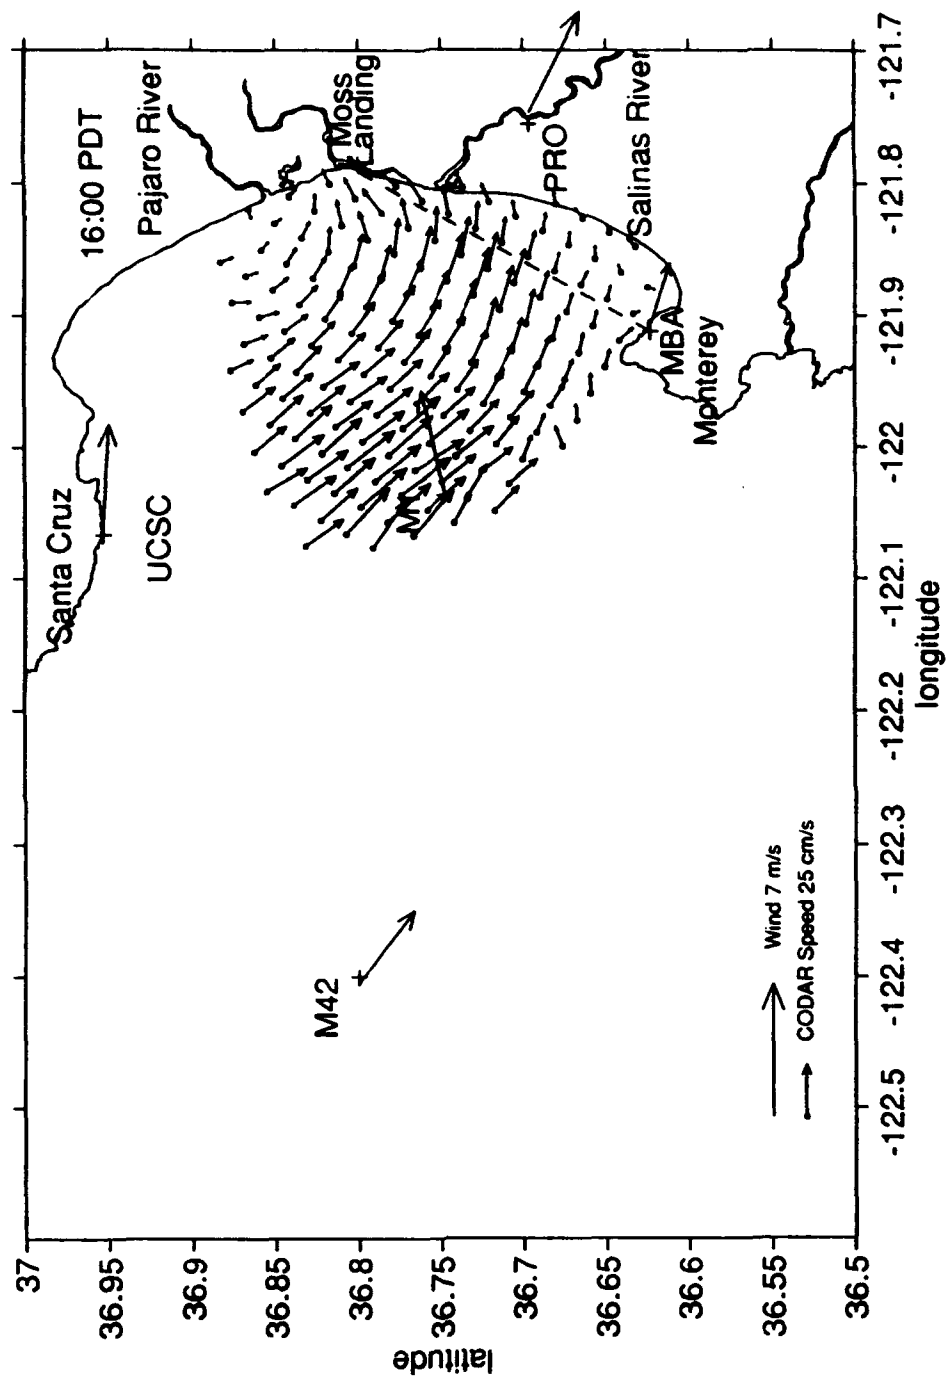 16:00 PDT
Santa Cruz
UCSC
Pajaro River
Moss
Landing
M42
PRO
Salinas River
MBA
Monterey
Wind 7 m/s
CODAR Speed 25 cm/s
latitude
37
36.95
36.9
36.85
36.8
36.75
36.7
36.65
36.6
36.55
36.5
-122.5
-122.4
-122.3
-122.2
-122.1
-122
-121.9
-121.8
-121.7
longitude